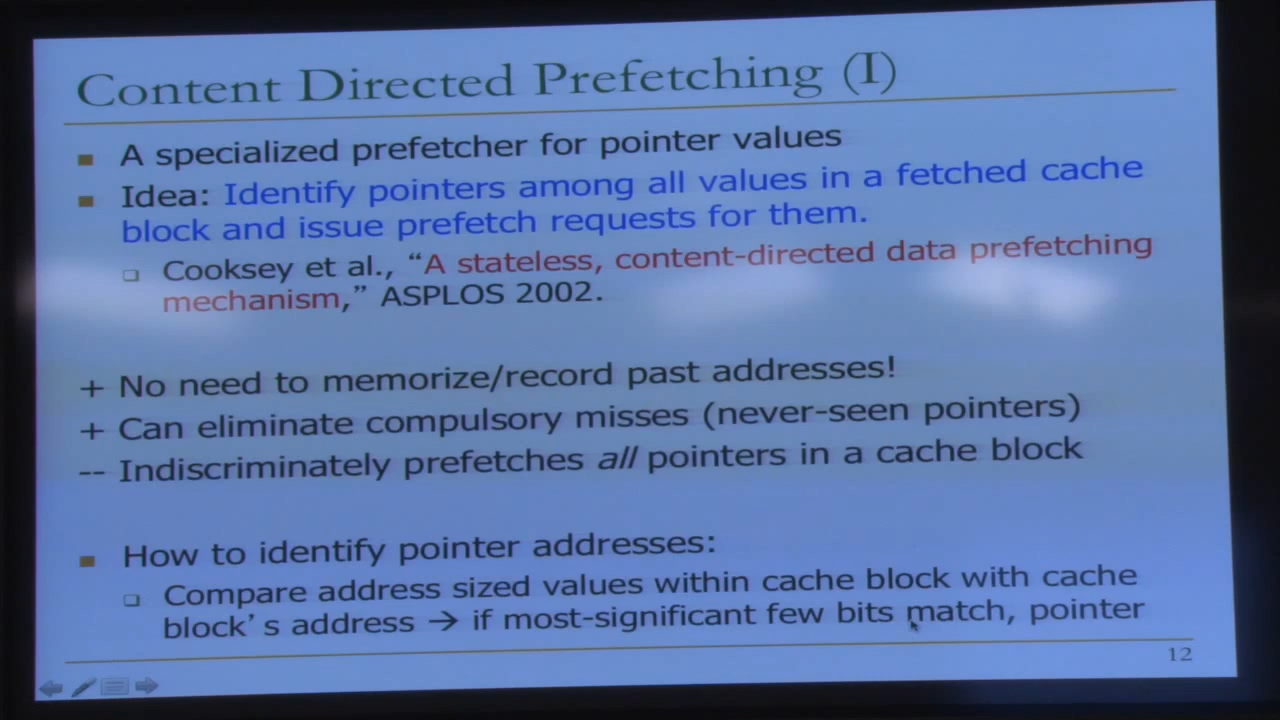 Content Directed Prefetching (I)
A specialized prefetcher for pointer values
Idea: Identify pointers among all values in a fetched cache
block and issue prefetch requests for them.
Cooksey et al., “A stateless, content-directed data prefetching
mechanism,” ASPLOS 2002.
+ No need to memorize/record past addresses!
+ Can eliminate compulsory misses (never-seen pointers)
-- Indiscriminately prefetches all pointers in a cache block
How to identify pointer addresses:
Compare address sized values within cache block with cache
block’s address → if most-significant few bits match, pointer
12